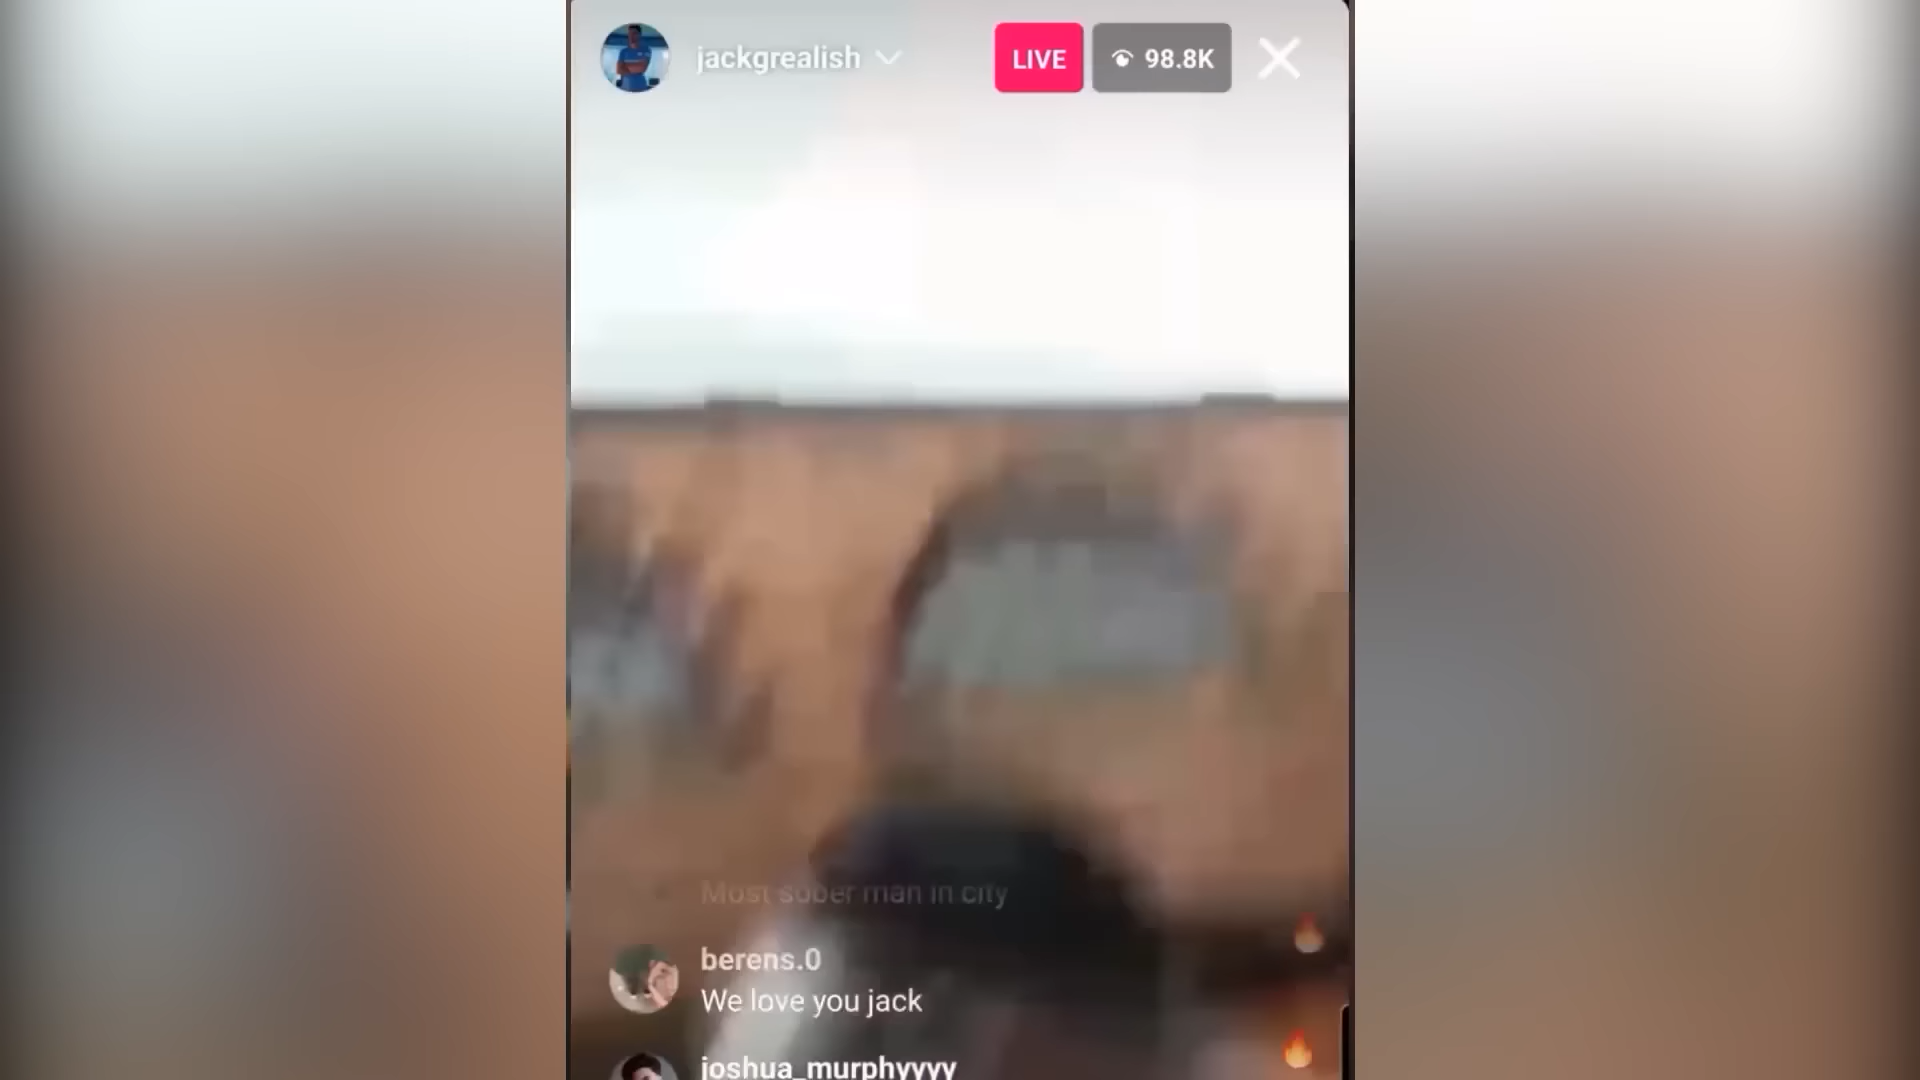 jackgrealish
LIVE
98.8K
Most sober man in city
berens.0
We love you jack
joshua_murphyyyy